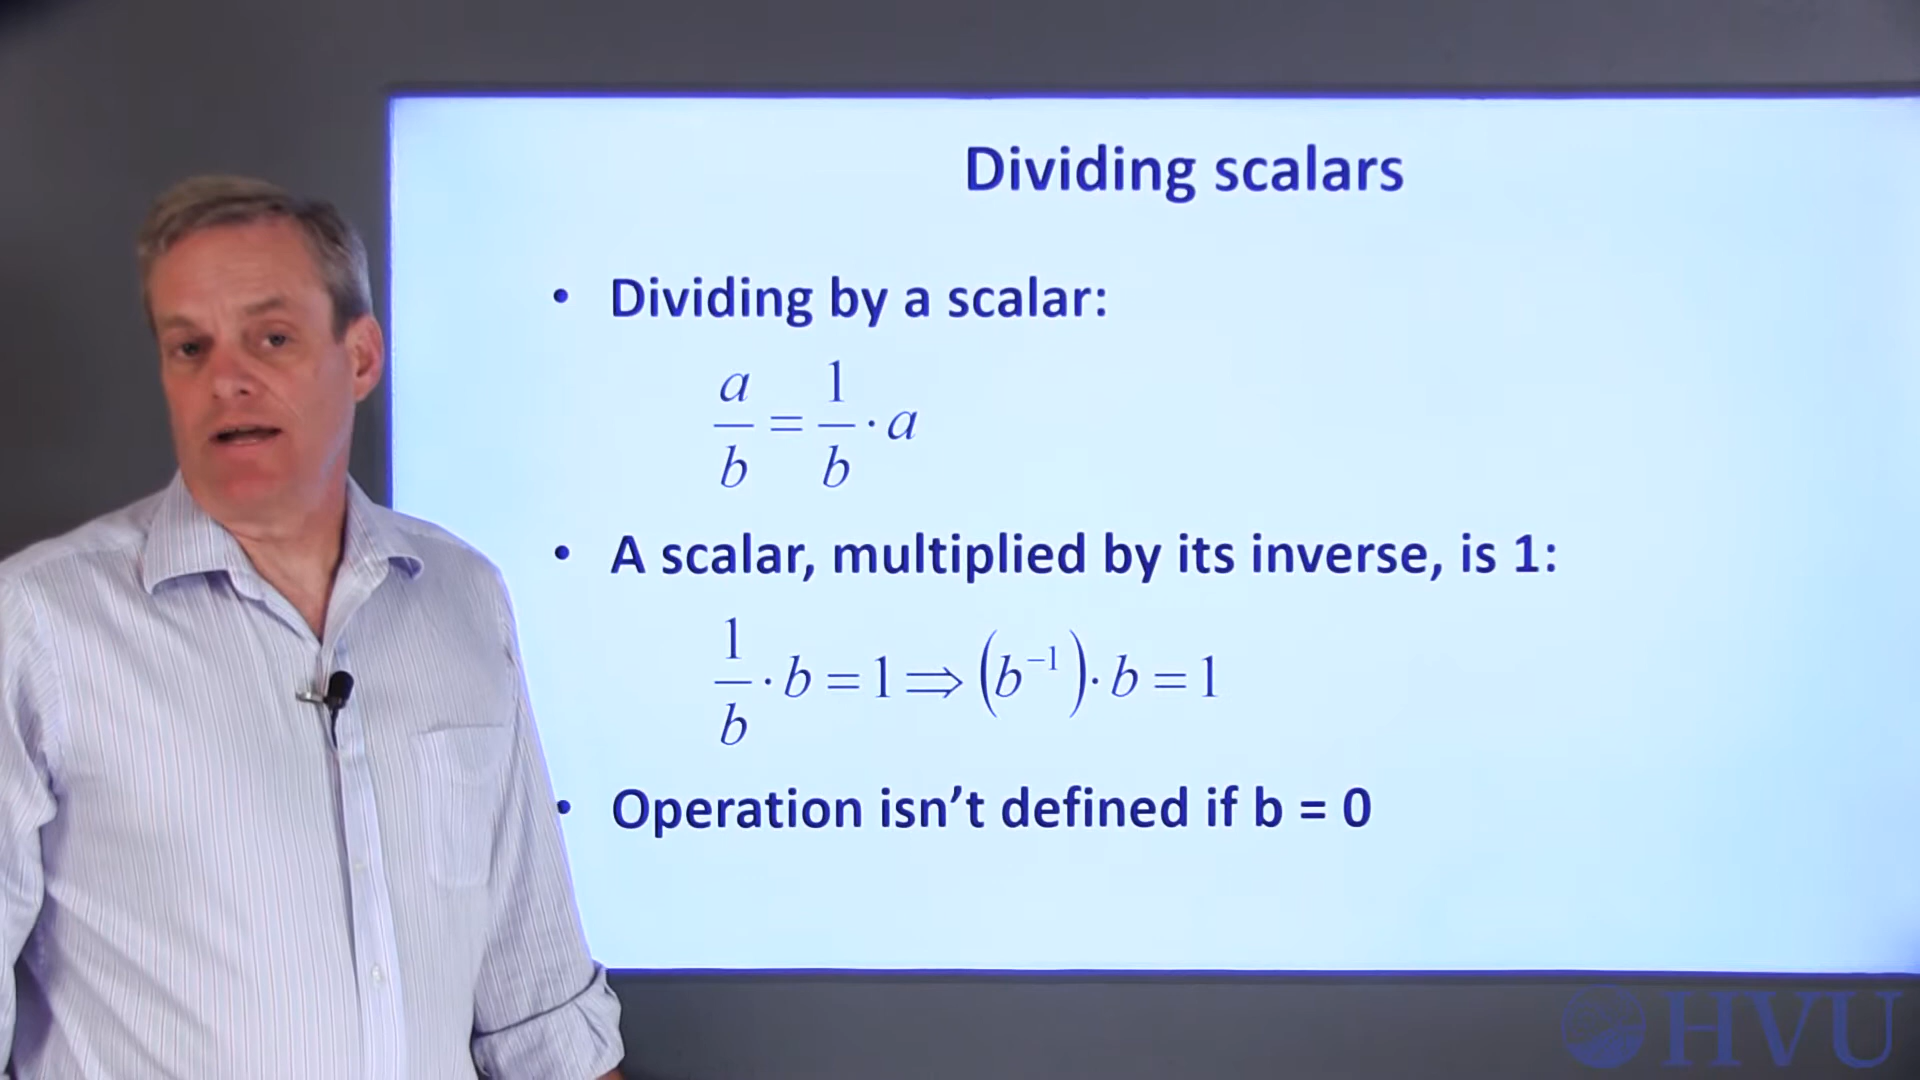 Dividing scalars
• Dividing by a scalar:
a/b = 1/b · a
• A scalar, multiplied by its inverse, is 1:
1/b · b = 1 ⇒ (b⁻¹) · b = 1
• Operation isn’t defined if b = 0
HVU